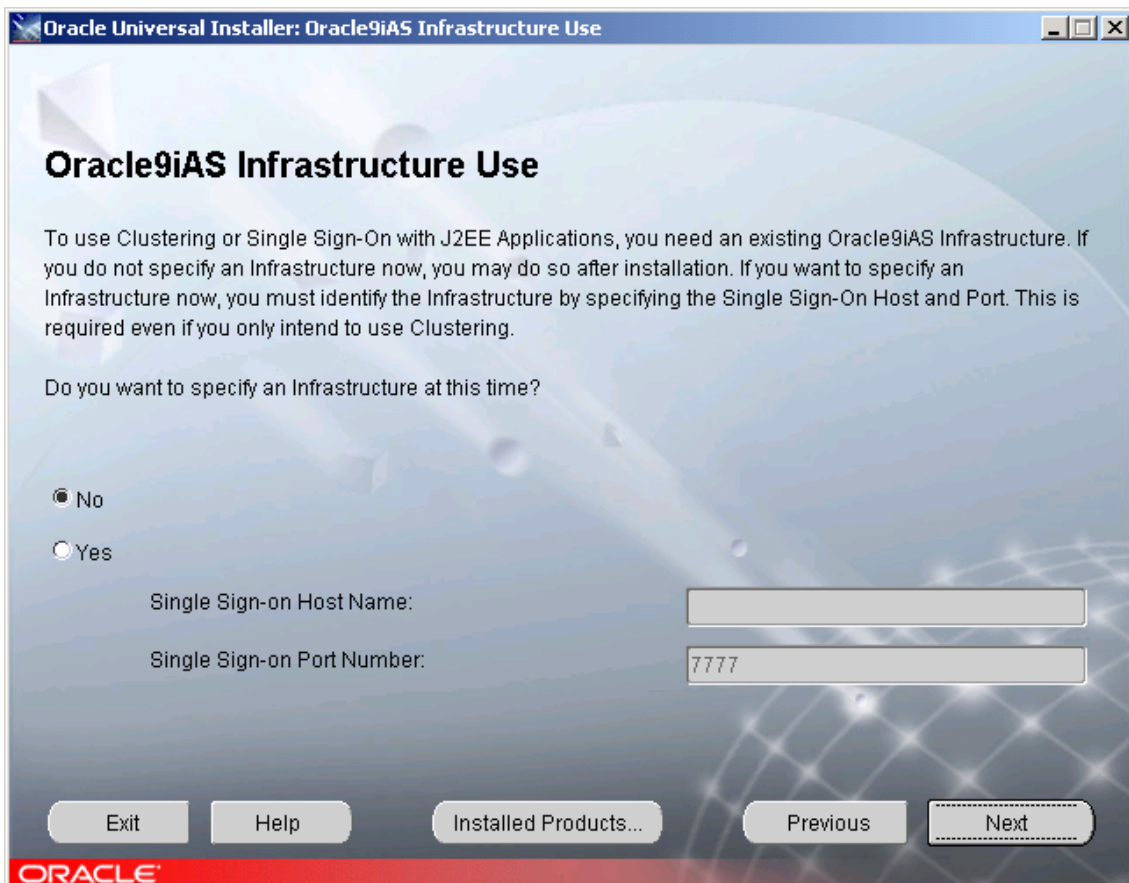 Oracle Universal Installer: Oracle9iAS Infrastructure Use
Oracle9iAS Infrastructure Use
To use Clustering or Single Sign-On with J2EE Applications, you need an existing Oracle9iAS Infrastructure. If
you do not specify an Infrastructure now, you may do so after installation. If you want to specify an
Infrastructure now, you must identify the Infrastructure by specifying the Single Sign-On Host and Port. This is
required even if you only intend to use Clustering.
Do you want to specify an Infrastructure at this time?
No
Yes
Single Sign-on Host Name:
Single Sign-on Port Number:
7777
Exit
Help
Installed Products...
Previous
Next
ORACLE